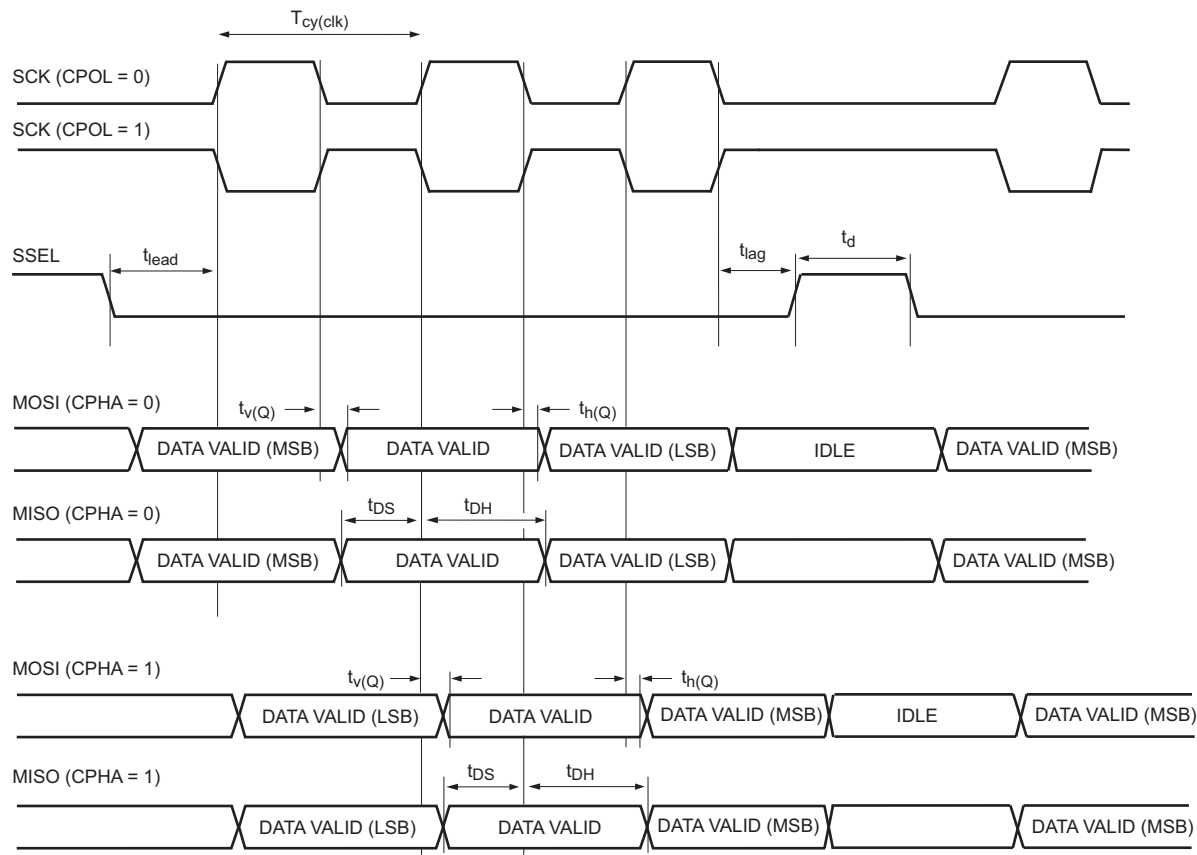 Tcy(clk)
SCK (CPOL = 0)
SCK (CPOL = 1)
SSEL
tlead
tlag
td
MOSI (CPHA = 0)
tv(Q)
th(Q)
DATA VALID (MSB) DATA VALID DATA VALID (LSB) IDLE DATA VALID (MSB)
tDS tDH
MISO (CPHA = 0)
DATA VALID (MSB) DATA VALID DATA VALID (LSB) DATA VALID (MSB)
MOSI (CPHA = 1)
tv(Q)
th(Q)
DATA VALID (LSB) DATA VALID DATA VALID (MSB) IDLE DATA VALID (MSB)
MISO (CPHA = 1)
tDS tDH
DATA VALID (LSB) DATA VALID DATA VALID (MSB) DATA VALID (MSB)